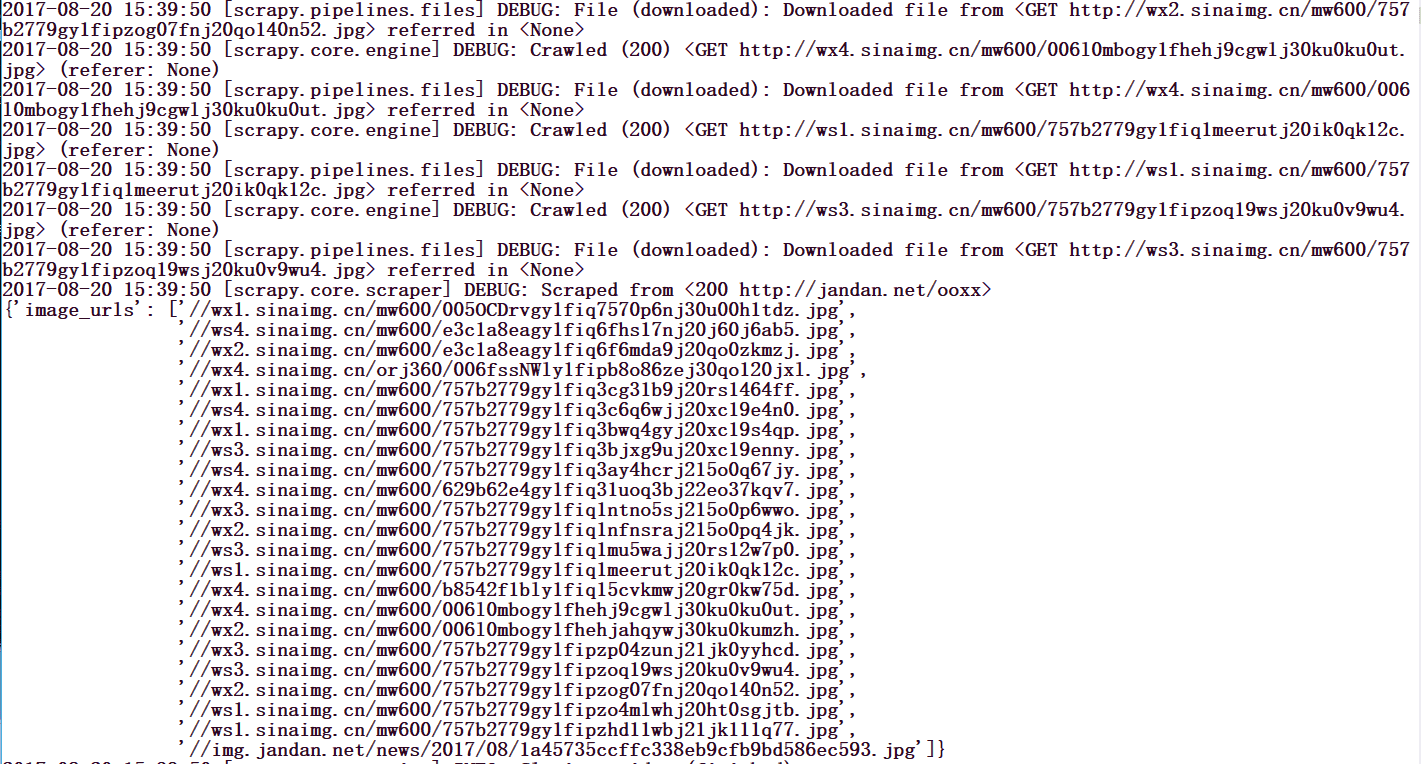 2017-08-20 15:39:50 [scrapy.pipelines.files] DEBUG: File (downloaded): Downloaded file from <GET http://wx2.sinaimg.cn/mw600/757
b2779gy1fipzog07fnj20qo140n52.jpg> referred in <None>
2017-08-20 15:39:50 [scrapy.core.engine] DEBUG: Crawled (200) <GET http://wx4.sinaimg.cn/mw600/00610mbogy1fhehj9cgwlj30ku0ku0ut.
jpg> (referer: None)
2017-08-20 15:39:50 [scrapy.pipelines.files] DEBUG: File (downloaded): Downloaded file from <GET http://wx4.sinaimg.cn/mw600/006
10mbogy1fhehj9cgwlj30ku0ku0ut.jpg> referred in <None>
2017-08-20 15:39:50 [scrapy.core.engine] DEBUG: Crawled (200) <GET http://ws1.sinaimg.cn/mw600/757b2779gy1fiq1meerutj20ik0qk12c.
jpg> (referer: None)
2017-08-20 15:39:50 [scrapy.pipelines.files] DEBUG: File (downloaded): Downloaded file from <GET http://ws1.sinaimg.cn/mw600/757
b2779gy1fiq1meerutj20ik0qk12c.jpg> referred in <None>
2017-08-20 15:39:50 [scrapy.core.engine] DEBUG: Crawled (200) <GET http://ws3.sinaimg.cn/mw600/757b2779gy1fipzoq19wsj20ku0v9wu4.
jpg> (referer: None)
2017-08-20 15:39:50 [scrapy.pipelines.files] DEBUG: File (downloaded): Downloaded file from <GET http://ws3.sinaimg.cn/mw600/757
b2779gy1fipzoq19wsj20ku0v9wu4.jpg> referred in <None>
2017-08-20 15:39:50 [scrapy.core.scraper] DEBUG: Scraped from <200 http://jandan.net/ooxx>
{'image_urls': ['//wx1.sinaimg.cn/mw600/005OCDrvgy1fiq7570p6nj30u00h1tdz.jpg',
'//ws4.sinaimg.cn/mw600/e3c1a8eagy1fiq6fhs17nj20j60j6ab5.jpg',
'//wx2.sinaimg.cn/mw600/e3c1a8eagy1fiq6f6mda9j20qo0zkmzj.jpg',
'//wx4.sinaimg.cn/orj360/006fssNWly1fipb8o86zej30qo120jx1.jpg',
'//wx1.sinaimg.cn/mw600/757b2779gy1fiq3cg31b9j20rs1464ff.jpg',
'//ws4.sinaimg.cn/mw600/757b2779gy1fiq3c6q6wjj20xc19e4n0.jpg',
'//wx1.sinaimg.cn/mw600/757b2779gy1fiq3bwq4gyj20xc19s4qp.jpg',
'//ws3.sinaimg.cn/mw600/757b2779gy1fiq3bjxg9uj20xc19enny.jpg',
'//ws4.sinaimg.cn/mw600/757b2779gy1fiq3ay4hcrj215o0q67jy.jpg',
'//wx4.sinaimg.cn/mw600/629b62e4gy1fiq31uoq3bj22eo37kqv7.jpg',
'//wx3.sinaimg.cn/mw600/757b2779gy1fiq1ntno5sj215o0p6wwo.jpg',
'//wx2.sinaimg.cn/mw600/757b2779gy1fiq1nfnsraj215o0pq4jk.jpg',
'//ws3.sinaimg.cn/mw600/757b2779gy1fiq1mu5wajj20rs12w7p0.jpg',
'//ws1.sinaimg.cn/mw600/757b2779gy1fiq1meerutj20ik0qk12c.jpg',
'//wx4.sinaimg.cn/mw600/b8542f1bly1fiq15cvkmwj20gr0kw75d.jpg',
'//wx4.sinaimg.cn/mw600/00610mbogy1fhehj9cgwlj30ku0ku0ut.jpg',
'//wx2.sinaimg.cn/mw600/00610mbogy1fhehjahqywj30ku0kumzh.jpg',
'//wx3.sinaimg.cn/mw600/757b2779gy1fipzp04zunj21jk0yyhcd.jpg',
'//ws3.sinaimg.cn/mw600/757b2779gy1fipzoq19wsj20ku0v9wu4.jpg',
'//wx2.sinaimg.cn/mw600/757b2779gy1fipzog07fnj20qo140n52.jpg',
'//ws1.sinaimg.cn/mw600/757b2779gy1fipzo4mlwhj20ht0sgjtb.jpg',
'//ws1.sinaimg.cn/mw600/757b2779gy1fipzhd11wbj21jk111q77.jpg',
'//img.jandan.net/news/2017/08/1a45735ccffc338eb9cfb9bd586ec593.jpg']}